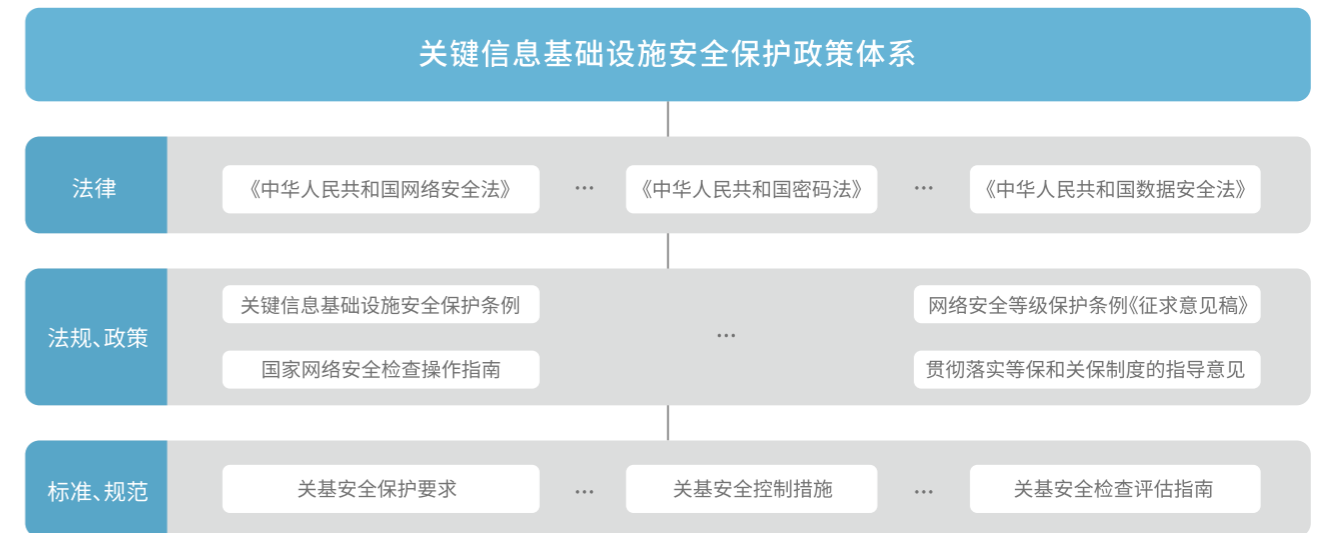 关键信息基础设施安全保护政策体系
法律
《中华人民共和国网络安全法》
…
《中华人民共和国密码法》
…
《中华人民共和国数据安全法》
法规、政策
关键信息基础设施安全保护条例
网络安全等级保护条例《征求意见稿》
…
国家网络安全检查操作指南
贯彻落实等保和关保制度的指导意见
标准、规范
关基安全保护要求
…
关基安全控制措施
…
关基安全检查评估指南